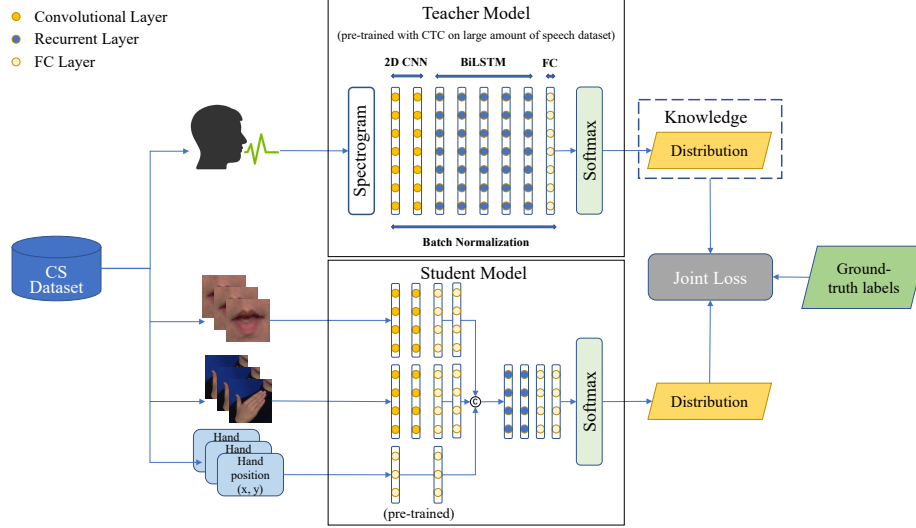 Convolutional Layer
Recurrent Layer
FC Layer
Teacher Model
(pre-trained with CTC on large amount of speech dataset)
2D CNN
BiLSTM
FC
Spectrogram
Softmax
Batch Normalization
Knowledge
Distribution
CS
Dataset
Joint Loss
Ground-
truth labels
Student Model
C
Softmax
Distribution
Hand
Hand
Hand
position
(x, y)
(pre-trained)